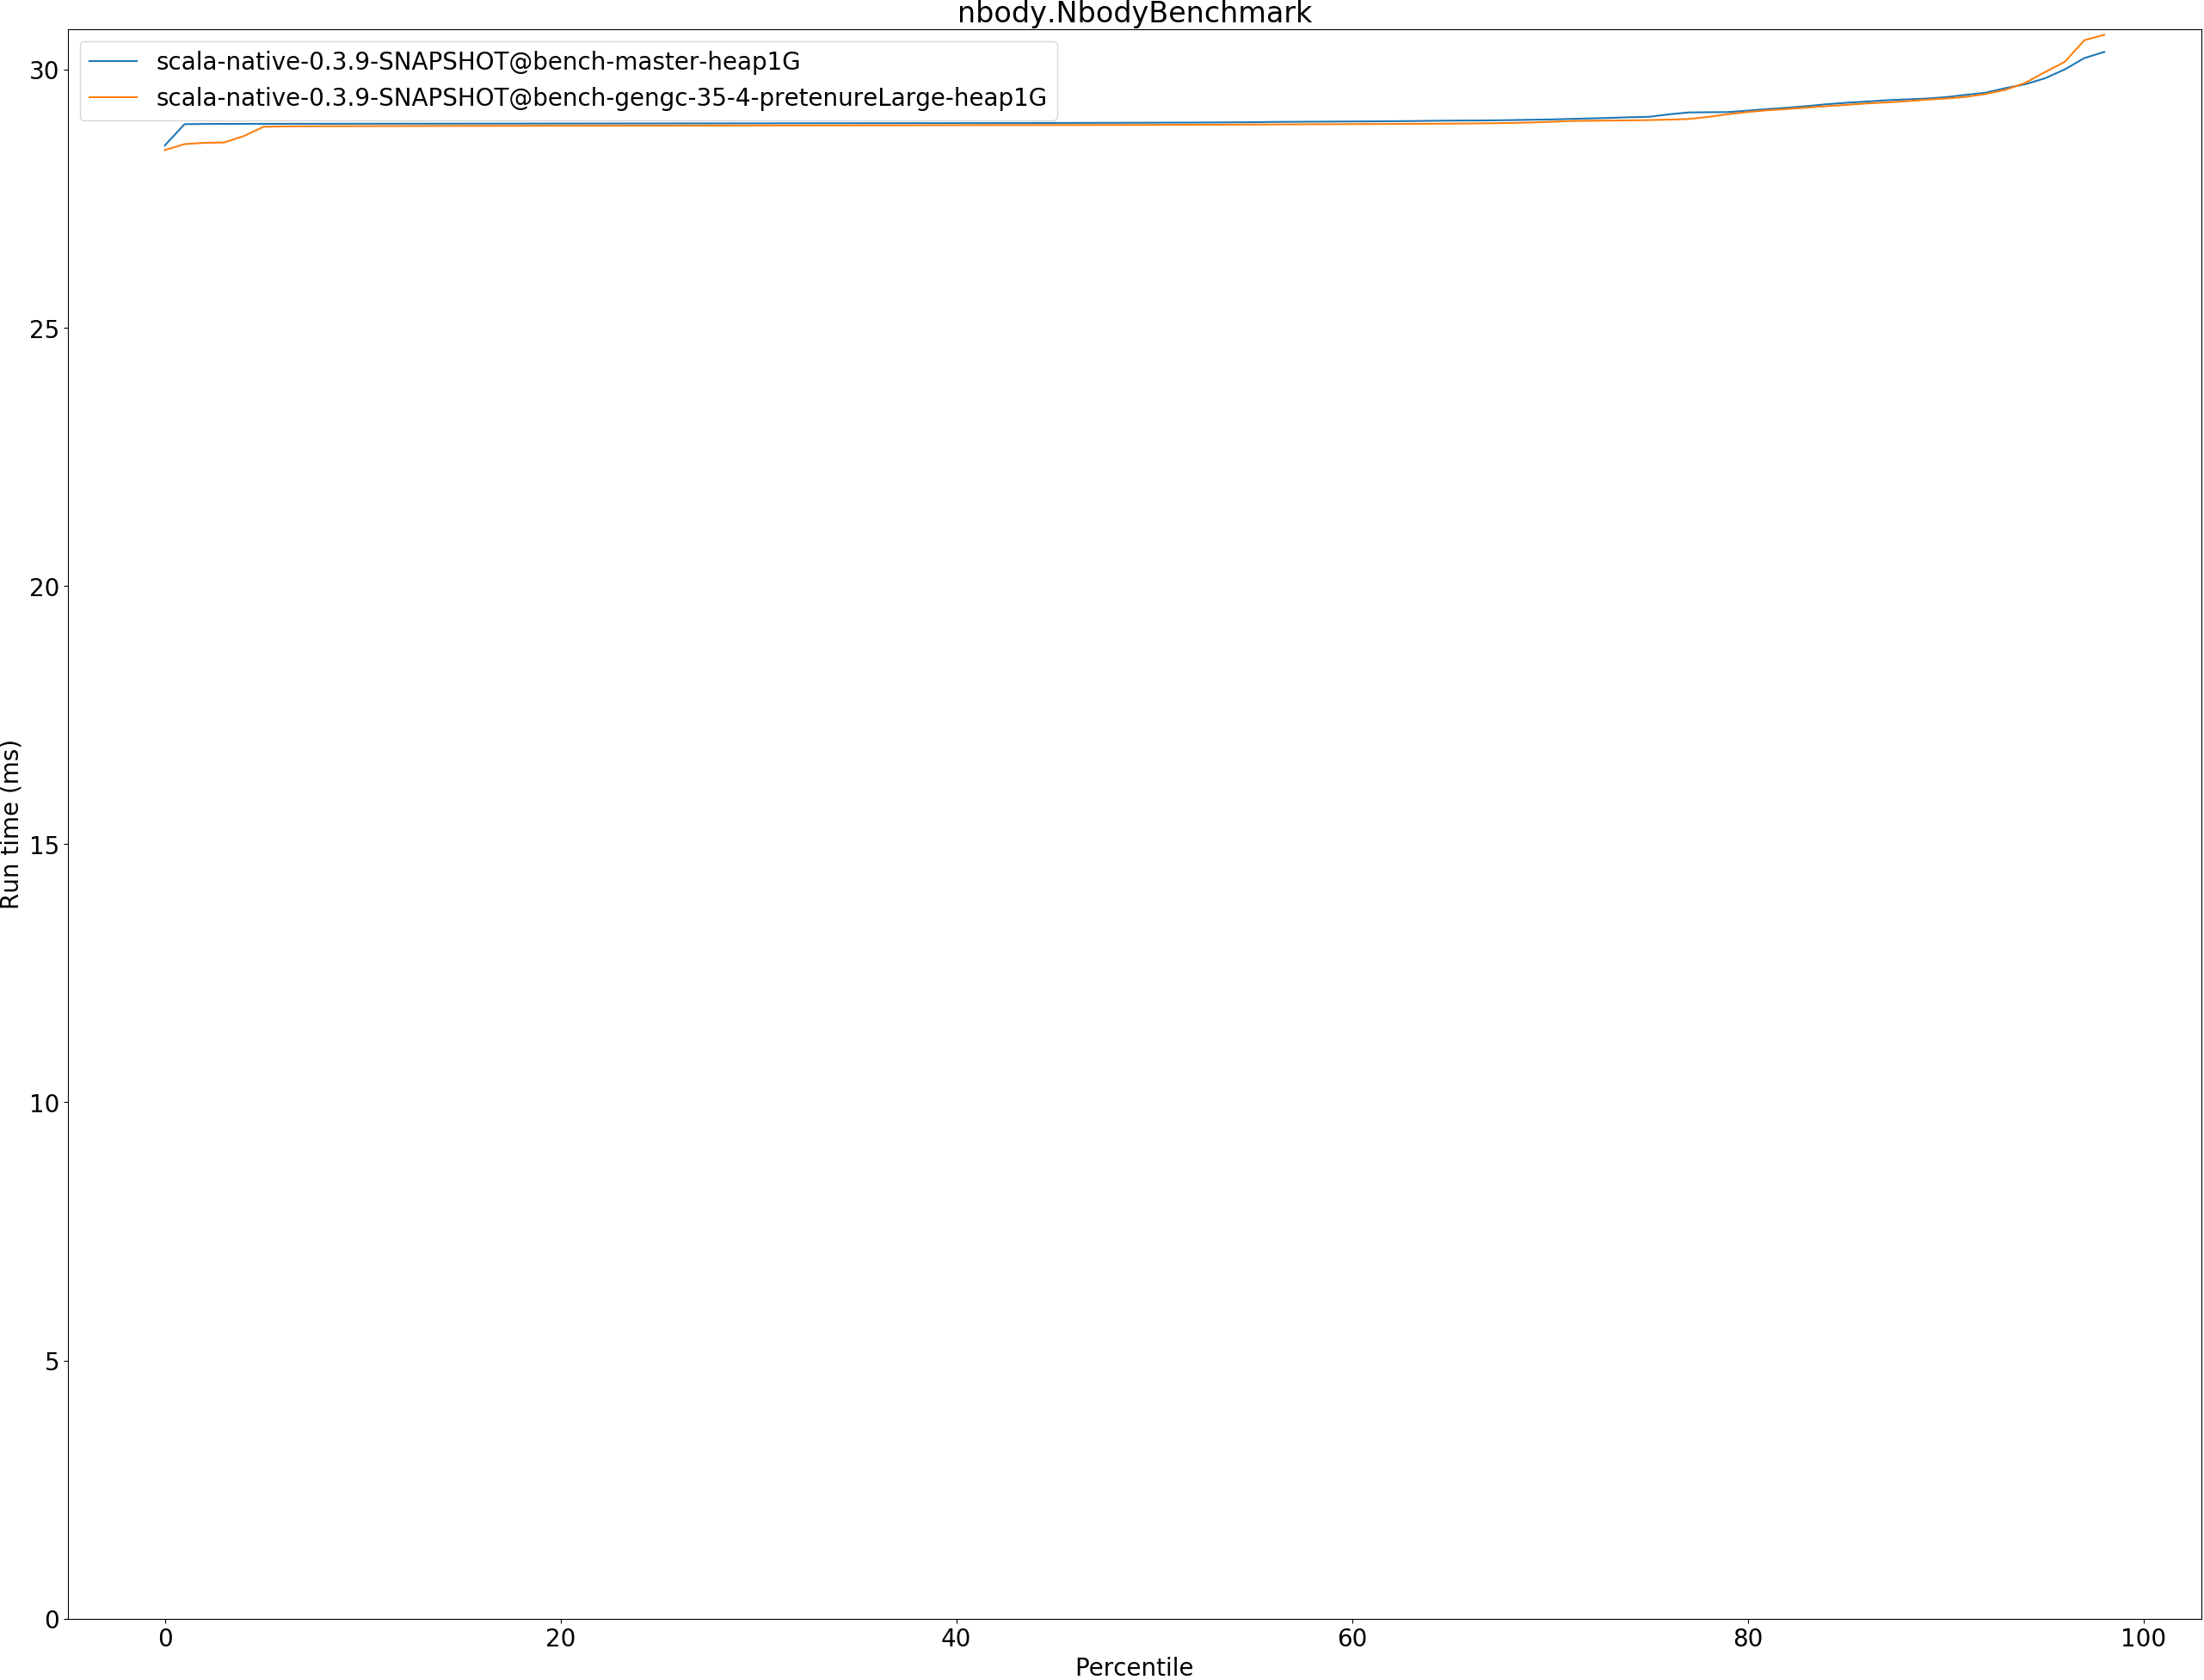 nbody.NbodyBenchmark
scala-native-0.3.9-SNAPSHOT@bench-master-heap1G
scala-native-0.3.9-SNAPSHOT@bench-gengc-35-4-pretenureLarge-heap1G
30
25
20
15
10
5
0
Run time (ms)
0 20 40 60 80 100
Percentile